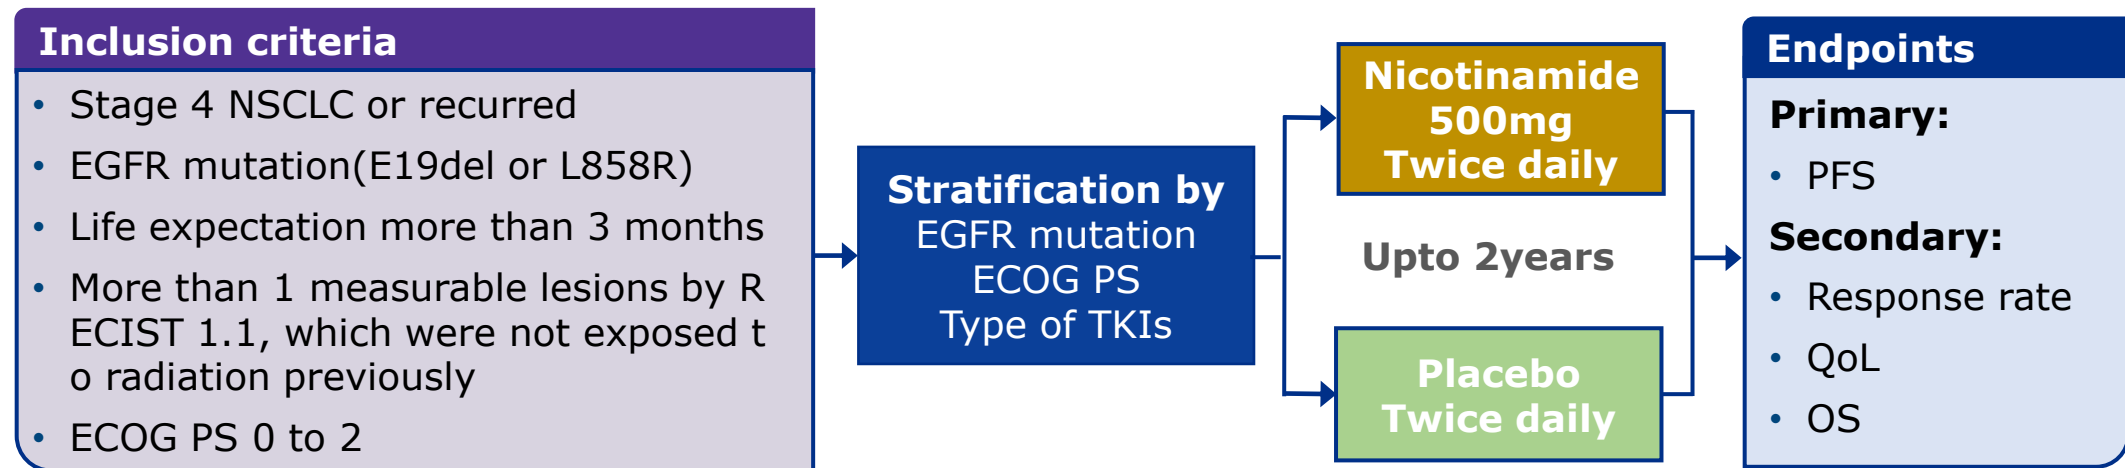 Inclusion criteria
• Stage 4 NSCLC or recurred
• EGFR mutation(E19del or L858R)
• Life expectation more than 3 months
• More than 1 measurable lesions by R
ECIST 1.1, which were not exposed t
o radiation previously
• ECOG PS 0 to 2
Stratification by
EGFR mutation
ECOG PS
Type of TKIs
Nicotinamide
500mg
Twice daily
Upto 2years
Placebo
Twice daily
Endpoints
Primary:
• PFS
Secondary:
• Response rate
• QoL
• OS